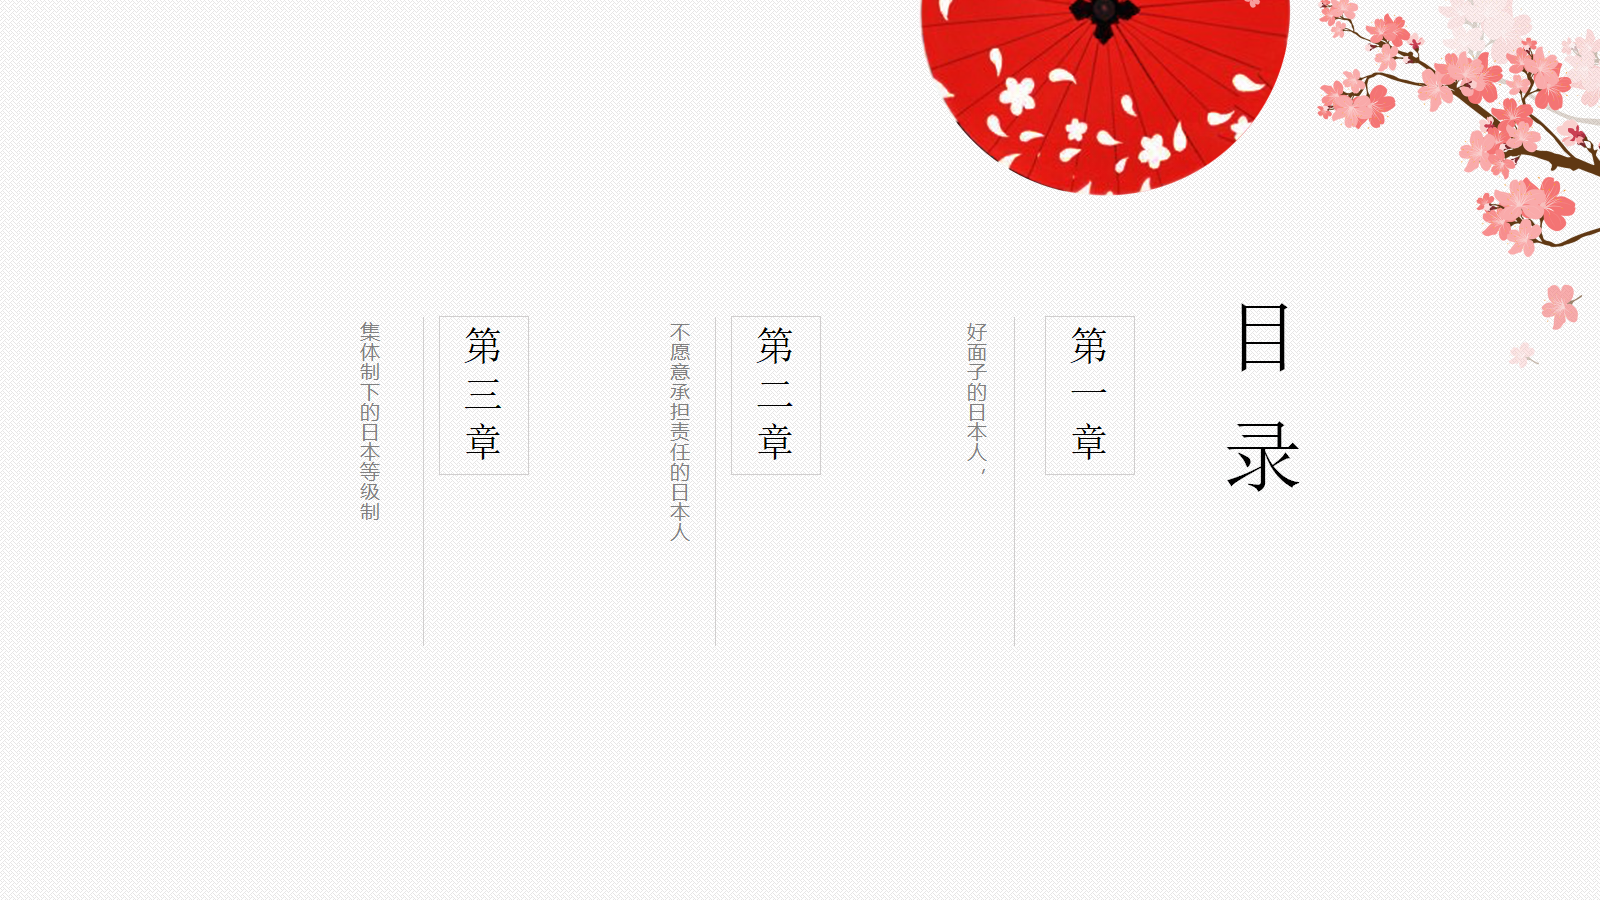 目录
第一章
好面子的日本人，
第二章
不愿意承担责任的日本人
第三章
集体制下的日本等级制